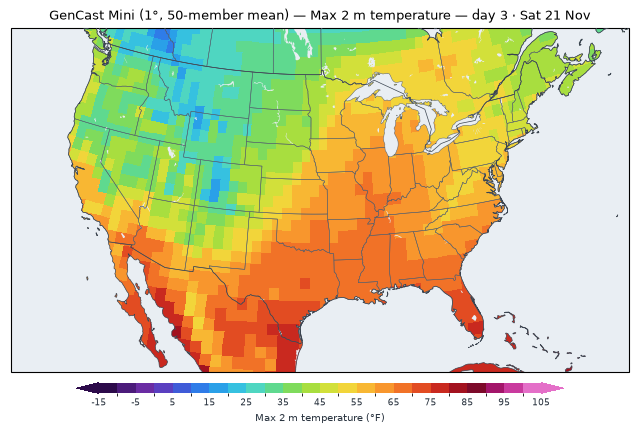 GenCast Mini (1°, 50-member mean) — Max 2 m temperature — day 3 · Sat 21 Nov
-15 -5 5 15 25 35 45 55 65 75 85 95 105
Max 2 m temperature (°F)